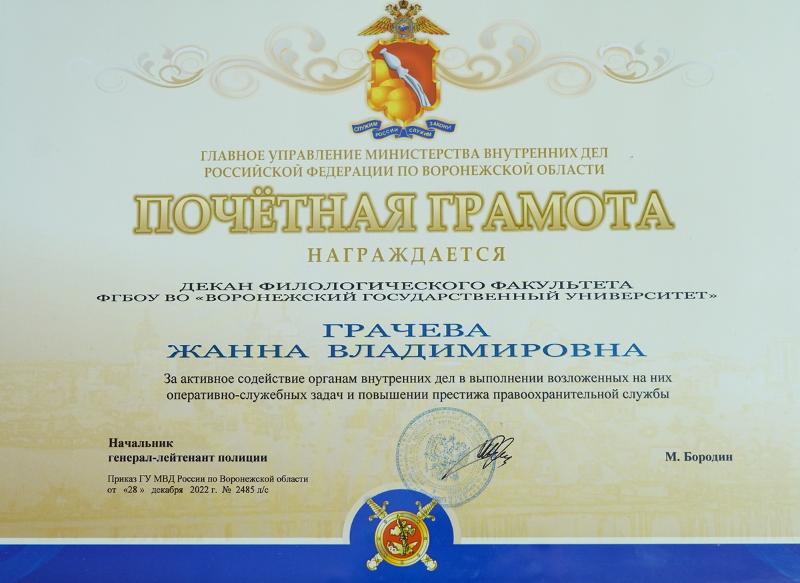 СЛУЖИМ РОССИИ СЛУЖИМ ЗАКОНУ
ГЛАВНОЕ УПРАВЛЕНИЕ МИНИСТЕРСТВА ВНУТРЕННИХ ДЕЛ
РОССИЙСКОЙ ФЕДЕРАЦИИ ПО ВОРОНЕЖСКОЙ ОБЛАСТИ
ПОЧЁТНАЯ ГРАМОТА
НАГРАЖДАЕТСЯ
ДЕКАН ФИЛОЛОГИЧЕСКОГО ФАКУЛЬТЕТА
ФГБОУ ВО «ВОРОНЕЖСКИЙ ГОСУДАРСТВЕННЫЙ УНИВЕРСИТЕТ»
ГРАЧЕВА
ЖАННА ВЛАДИМИРОВНА
За активное содействие органам внутренних дел в выполнении возложенных на них
оперативно-служебных задач и повышении престижа правоохранительной службы
Начальник
генерал-лейтенант полиции
М. Бородин
Приказ ГУ МВД России по Воронежской области
от «28 » декабря 2022 г. № 2485 л/с